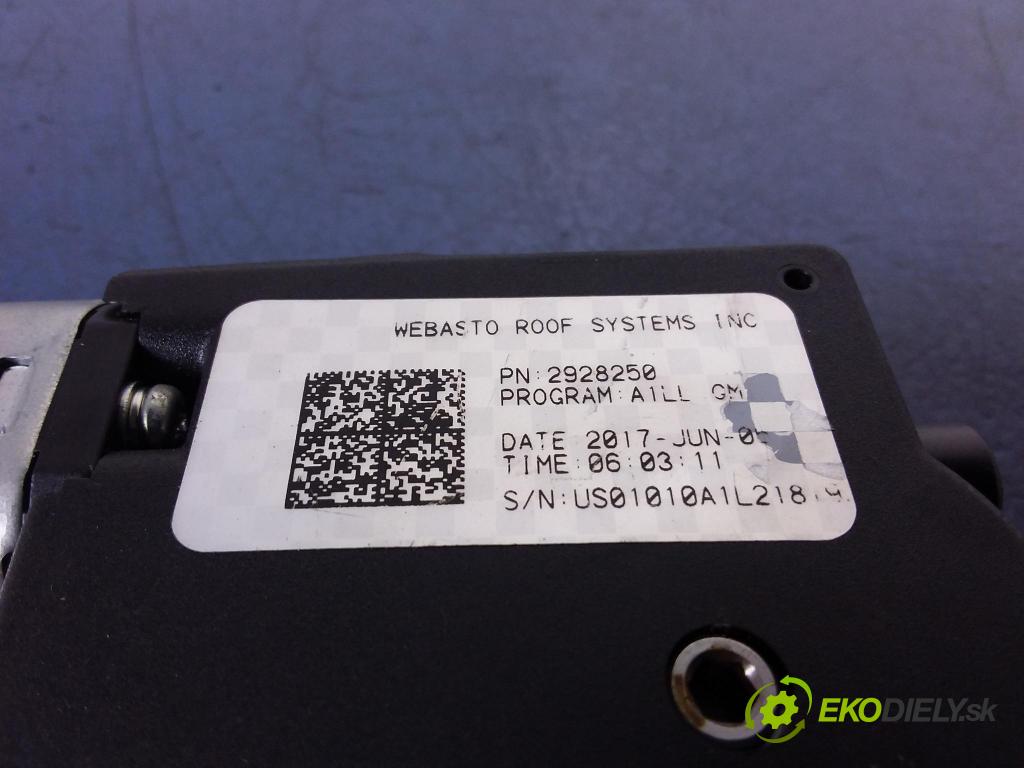 WEBASTO ROOF SYSTEMS INC
PN:2928250
PROGRAM:A1LL GM
DATE:2017-JUN-0
TIME:06:03:11
S/N:US01010A1L218
EKODIELY.sk